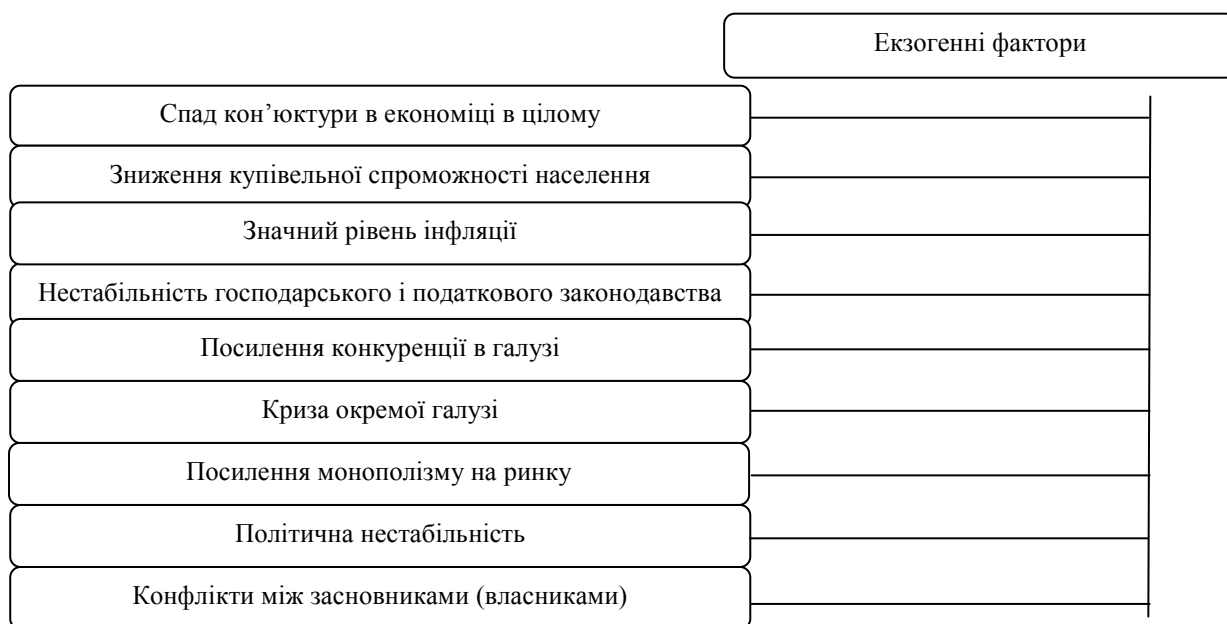 Екзогенні фактори
Спад кон’юктури в економіці в цілому
Зниження купівельної спроможності населення
Значний рівень інфляції
Нестабільність господарського і податкового законодавства
Посилення конкуренції в галузі
Криза окремої галузі
Посилення монополізму на ринку
Політична нестабільність
Конфлікти між засновниками (власниками)